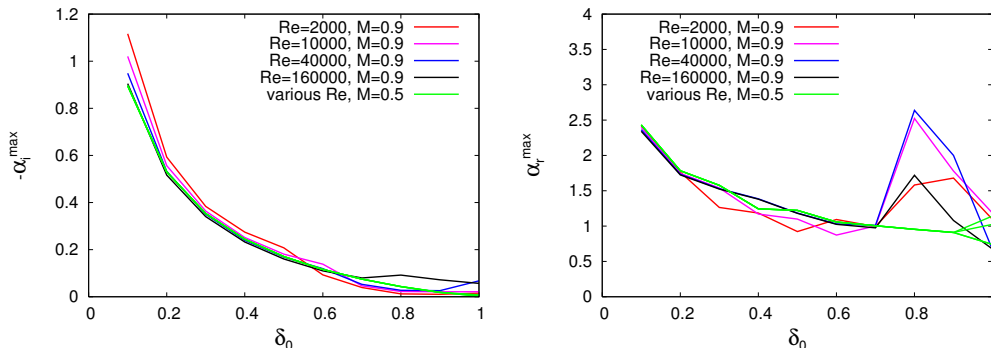 1.2
1
0.8
0.6
0.4
0.2
0
-α_i^max
Re=2000, M=0.9
Re=10000, M=0.9
Re=40000, M=0.9
Re=160000, M=0.9
various Re, M=0.5
0 0.2 0.4 0.6 0.8 1
δ_0
4
3.5
3
2.5
2
1.5
1
0.5
0
α_r^max
Re=2000, M=0.9
Re=10000, M=0.9
Re=40000, M=0.9
Re=160000, M=0.9
various Re, M=0.5
0 0.2 0.4 0.6 0.8
δ_0